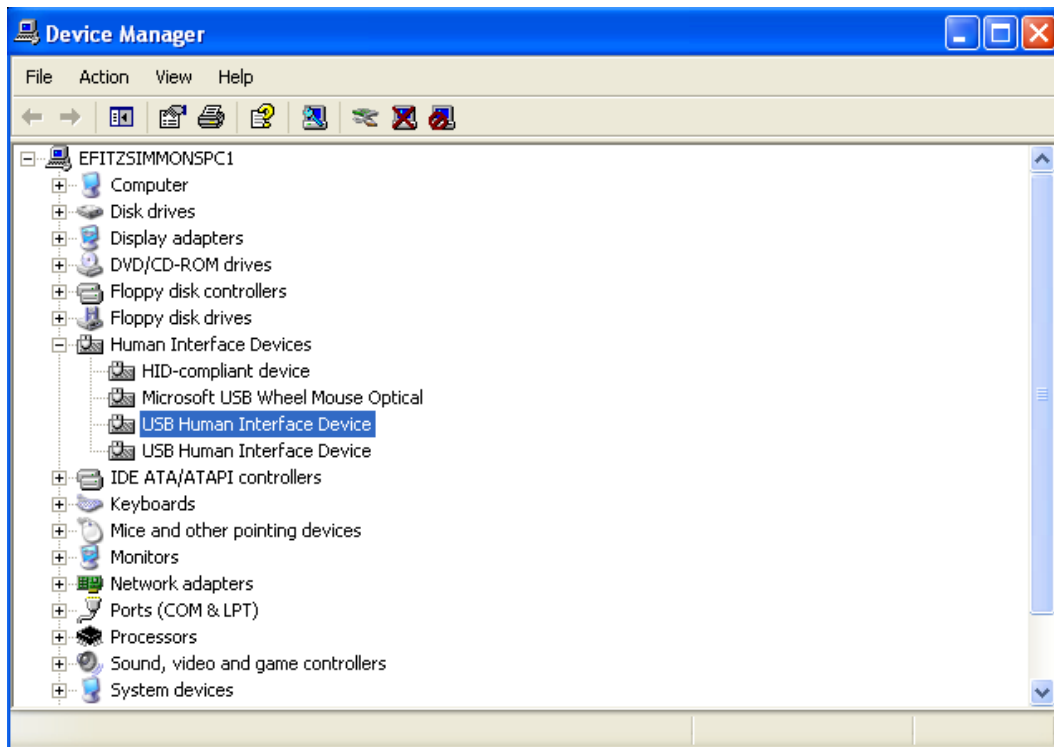 Device Manager
File Action View Help
EFITZSIMMONSPC1
Computer
Disk drives
Display adapters
DVD/CD-ROM drives
Floppy disk controllers
Floppy disk drives
Human Interface Devices
HID-compliant device
Microsoft USB Wheel Mouse Optical
USB Human Interface Device
USB Human Interface Device
IDE ATA/ATAPI controllers
Keyboards
Mice and other pointing devices
Monitors
Network adapters
Ports (COM & LPT)
Processors
Sound, video and game controllers
System devices